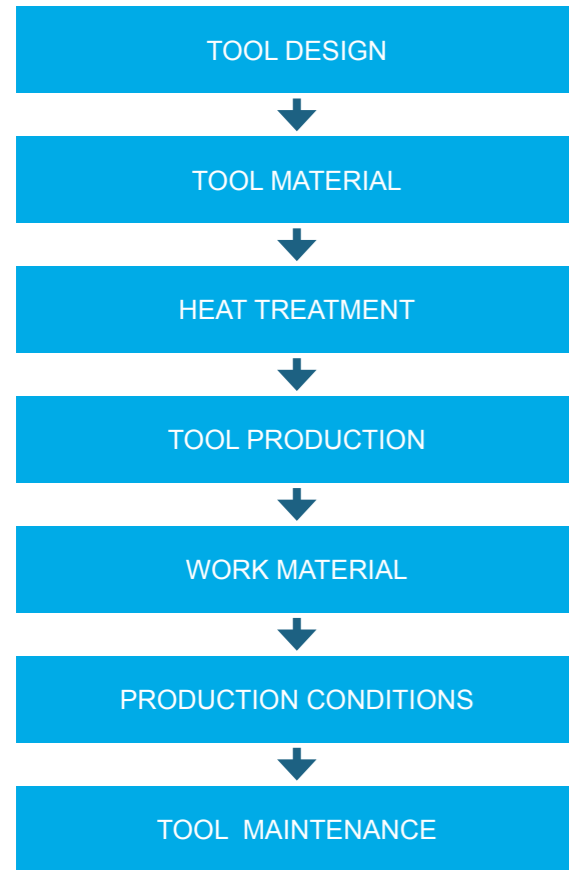 TOOL DESIGN
TOOL MATERIAL
HEAT TREATMENT
TOOL PRODUCTION
WORK MATERIAL
PRODUCTION CONDITIONS
TOOL  MAINTENANCE